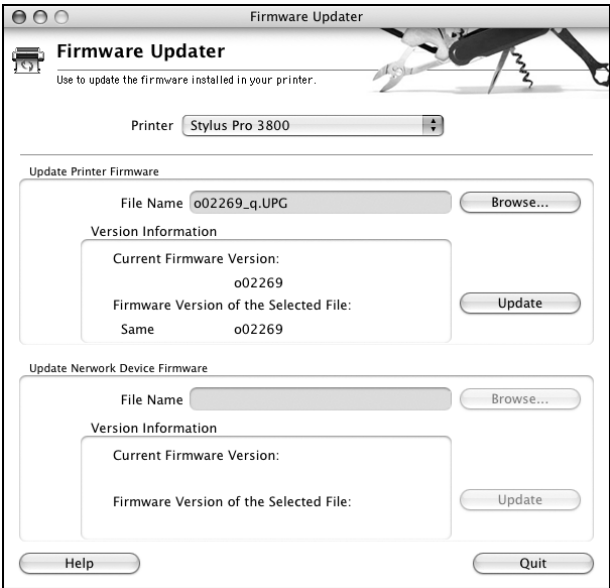 Firmware Updater
Firmware Updater
Use to update the firmware installed in your printer.
Printer Stylus Pro 3800
Update Printer Firmware
File Name o02269_q.UPG Browse...
Version Information
Current Firmware Version:
o02269
Firmware Version of the Selected File:
Update
Same o02269
Update Nerwork Device Firmware
File Name Browse...
Version Information
Current Firmware Version:
Firmware Version of the Selected File:
Update
Help Quit